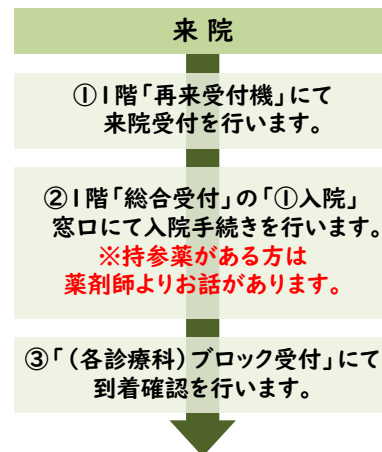 来院
①1階「再来受付機」にて
来院受付を行います。
②1階「総合受付」の「①入院」
窓口にて入院手続きを行います。
※持参薬がある方は
薬剤師よりお話があります。
③「(各診療科)ブロック受付」にて
到着確認を行います。